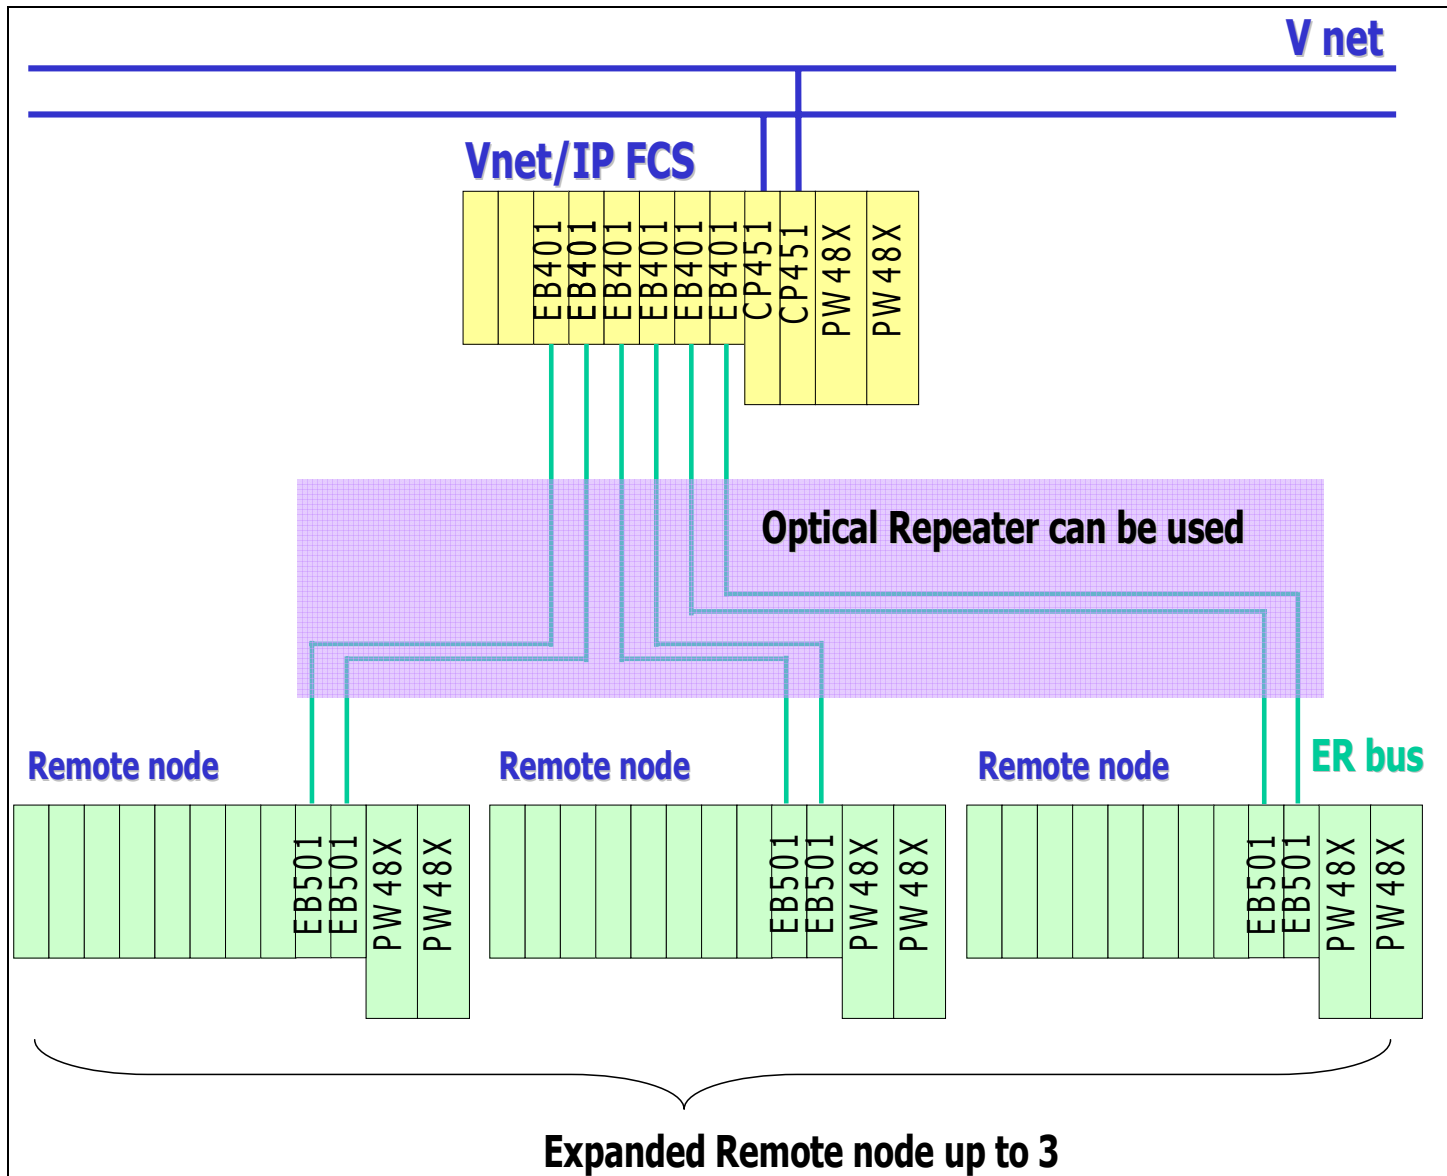 V net
Vnet/IP FCS
EB401
EB401
EB401
EB401
EB401
EB401
CP451
CP451
PW48X
PW48X
Optical Repeater can be used
Remote node
Remote node
Remote node
ER bus
EB501
EB501
PW48X
PW48X
EB501
EB501
PW48X
PW48X
EB501
EB501
PW48X
PW48X
Expanded Remote node up to 3